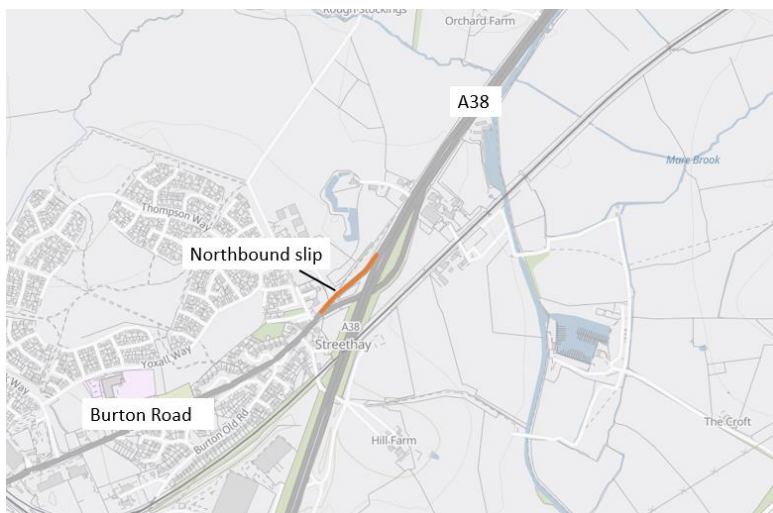 Rough-Stockings
Orchard Farm
A38
Mare Brook
Thompson Way
Northbound slip
A38
Streethay
Yoxall Way
Burton Road
Burton Old Rd
Hill Farm
The Croft